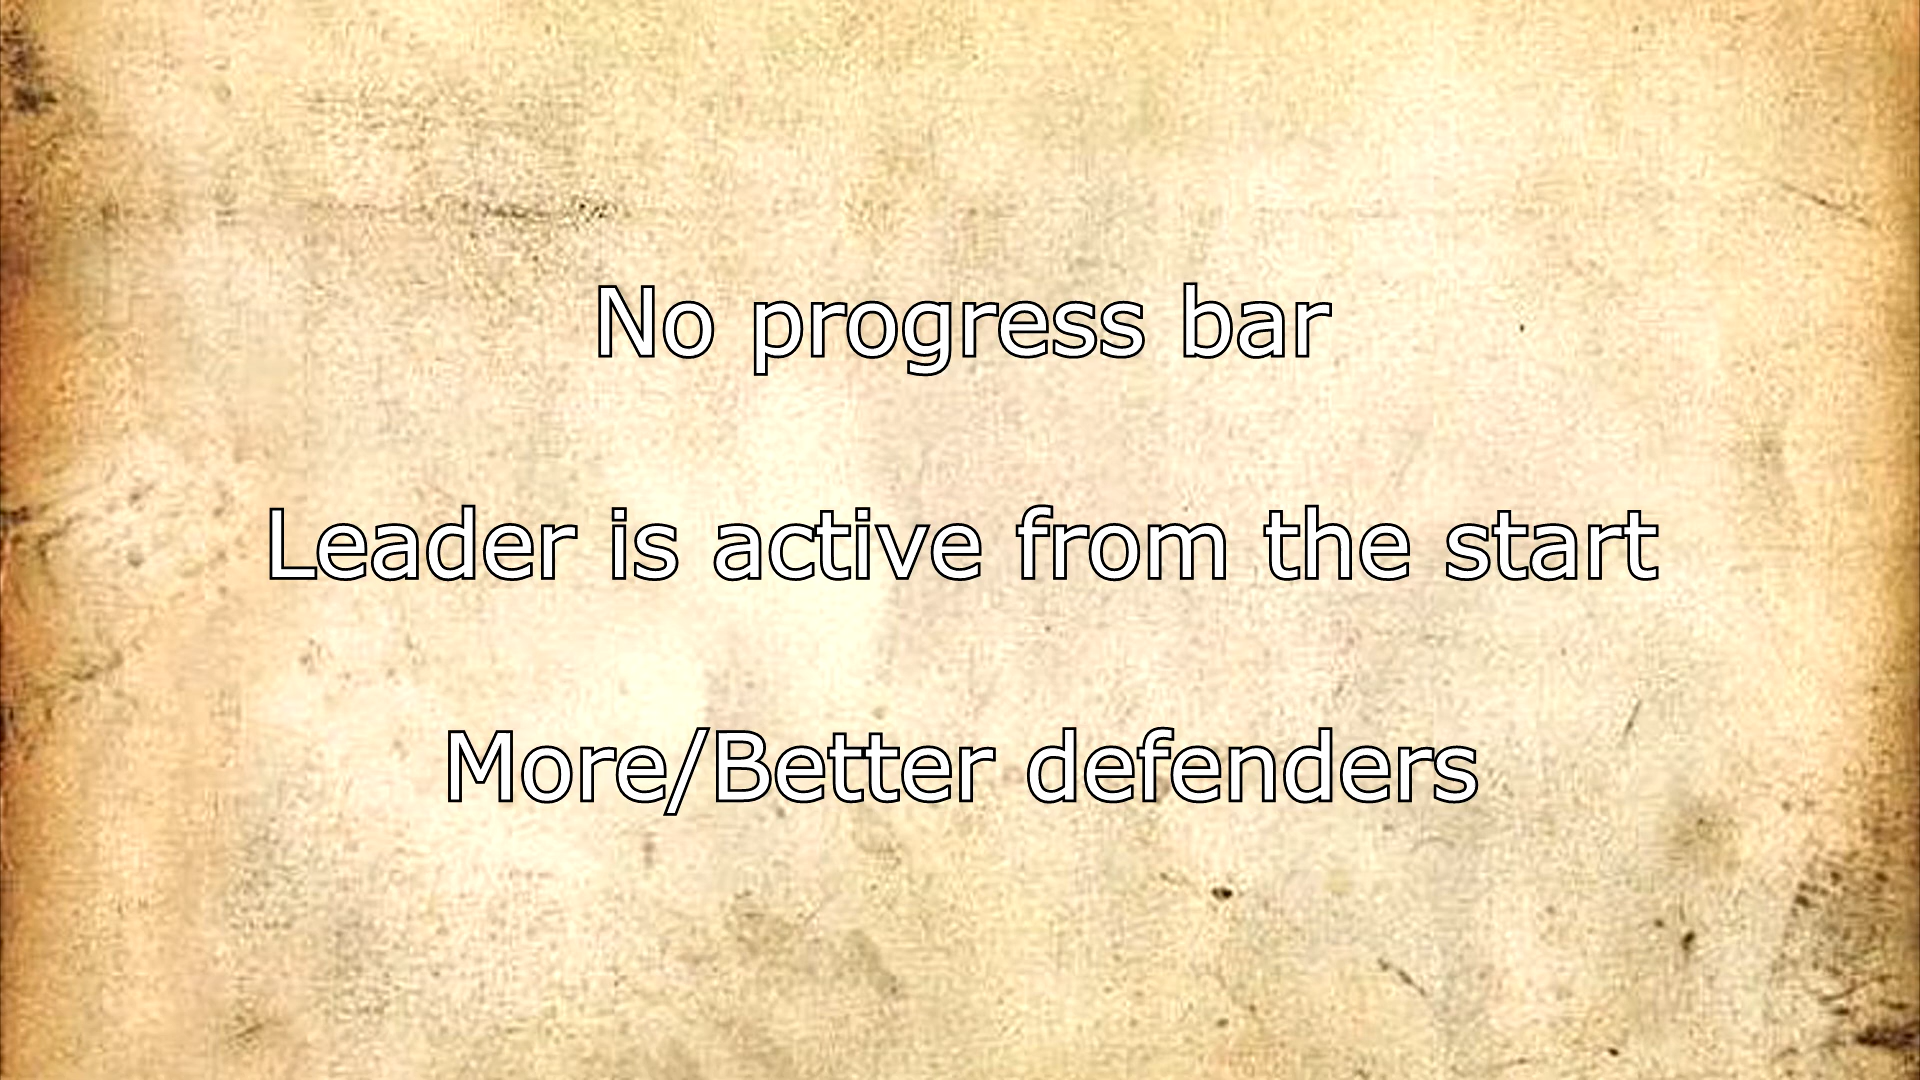 No progress bar
Leader is active from the start
More/Better defenders